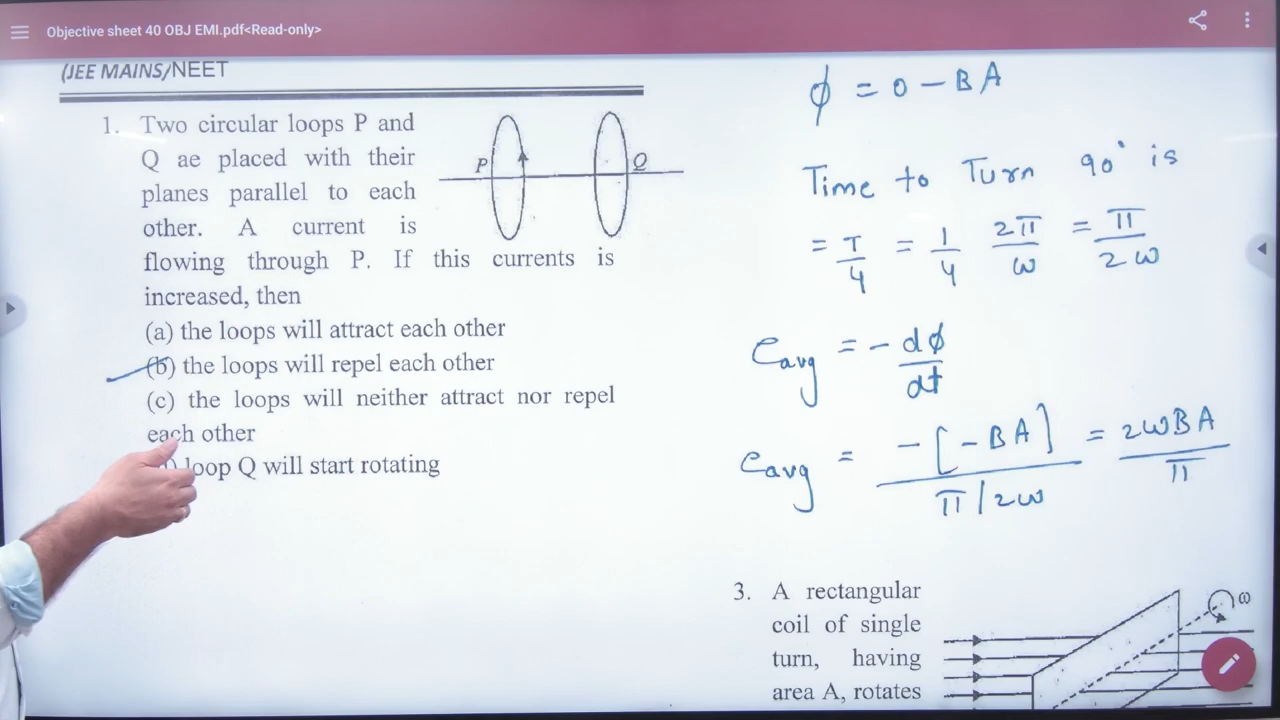 Objective sheet 40 OBJ EMI.pdf<Read-only>
(JEE MAINS/NEET
1. Two circular loops P and
Q ae placed with their
planes parallel to each
other. A current is
flowing through P. If this currents is
increased, then
P
Q
(a) the loops will attract each other
(b) the loops will repel each other
(c) the loops will neither attract nor repel
each other
) loop Q will start rotating
ϕ = 0 - BA
Time to Turn 90° is
= T/4 = 1/4 2π/ω = π/2ω
eavg = - dϕ/dt
eavg = -[-BA]/π/2ω = 2ωBA/π
3. A rectangular
coil of single
turn, having
area A, rotates
ω